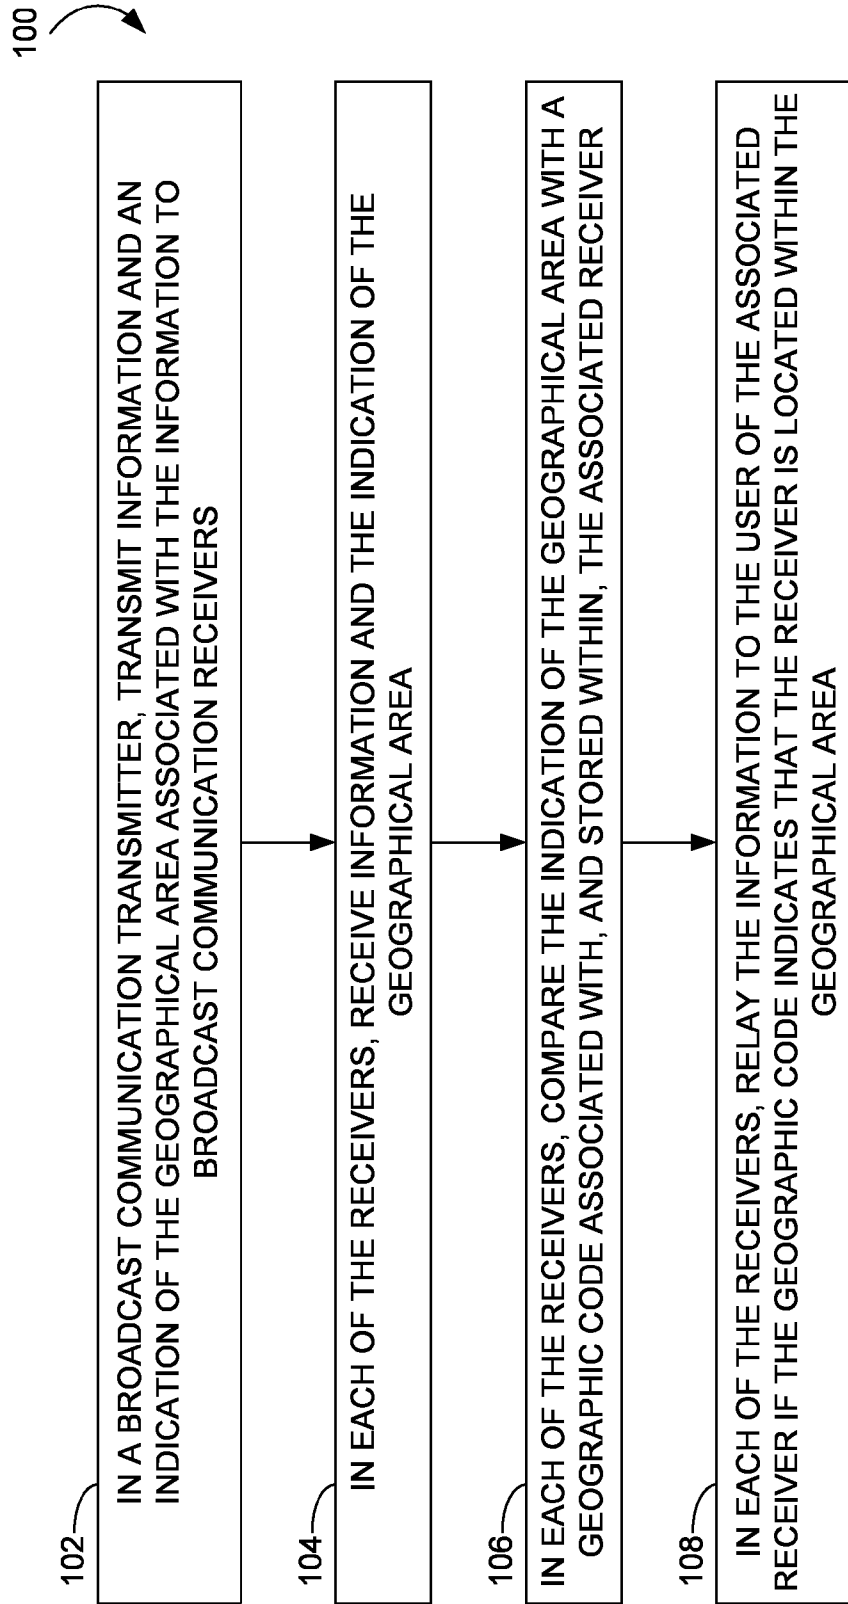 100
102
IN A BROADCAST COMMUNICATION TRANSMITTER, TRANSMIT INFORMATION AND AN
INDICATION OF THE GEOGRAPHICAL AREA ASSOCIATED WITH THE INFORMATION TO
BROADCAST COMMUNICATION RECEIVERS
104
IN EACH OF THE RECEIVERS, RECEIVE INFORMATION AND THE INDICATION OF THE
GEOGRAPHICAL AREA
106
IN EACH OF THE RECEIVERS, COMPARE THE INDICATION OF THE GEOGRAPHICAL AREA WITH A
GEOGRAPHIC CODE ASSOCIATED WITH, AND STORED WITHIN, THE ASSOCIATED RECEIVER
108
IN EACH OF THE RECEIVERS, RELAY THE INFORMATION TO THE USER OF THE ASSOCIATED
RECEIVER IF THE GEOGRAPHIC CODE INDICATES THAT THE RECEIVER IS LOCATED WITHIN THE
GEOGRAPHICAL AREA